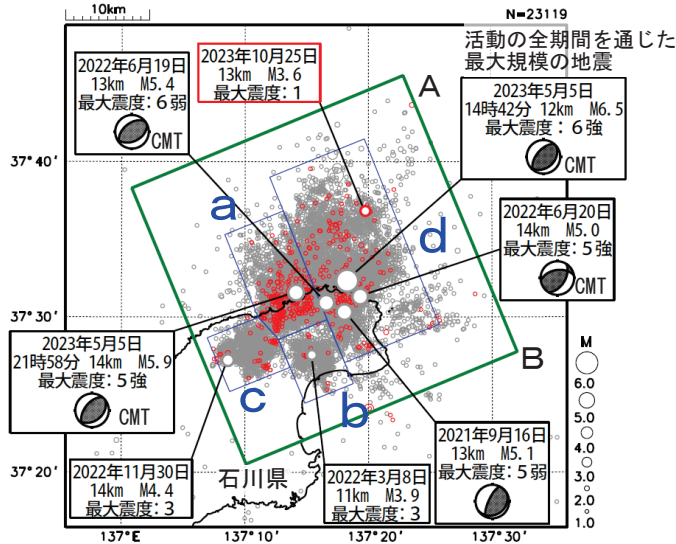 10km
N=23119
活動の全期間を通じた
最大規模の地震
2022年6月19日
13km M5.4
最大震度:6弱
CMT
2023年10月25日
13km M3.6
最大震度:1
A
2023年5月5日
14時42分 12km M6.5
最大震度:6強
CMT
37°40′
a
d
2022年6月20日
14km M5.0
最大震度:5強
CMT
37°30′
2023年5月5日
21時58分 14km M5.9
最大震度:5強
CMT
B
M
6.0
5.0
4.0
3.0
2.0
1.0
c
b
2021年9月16日
13km M5.1
最大震度:5弱
2022年11月30日
14km M4.4
最大震度:3
37°20′
石川県
2022年3月8日
11km M3.9
最大震度:3
137°E
137°10′
137°20′
137°30′